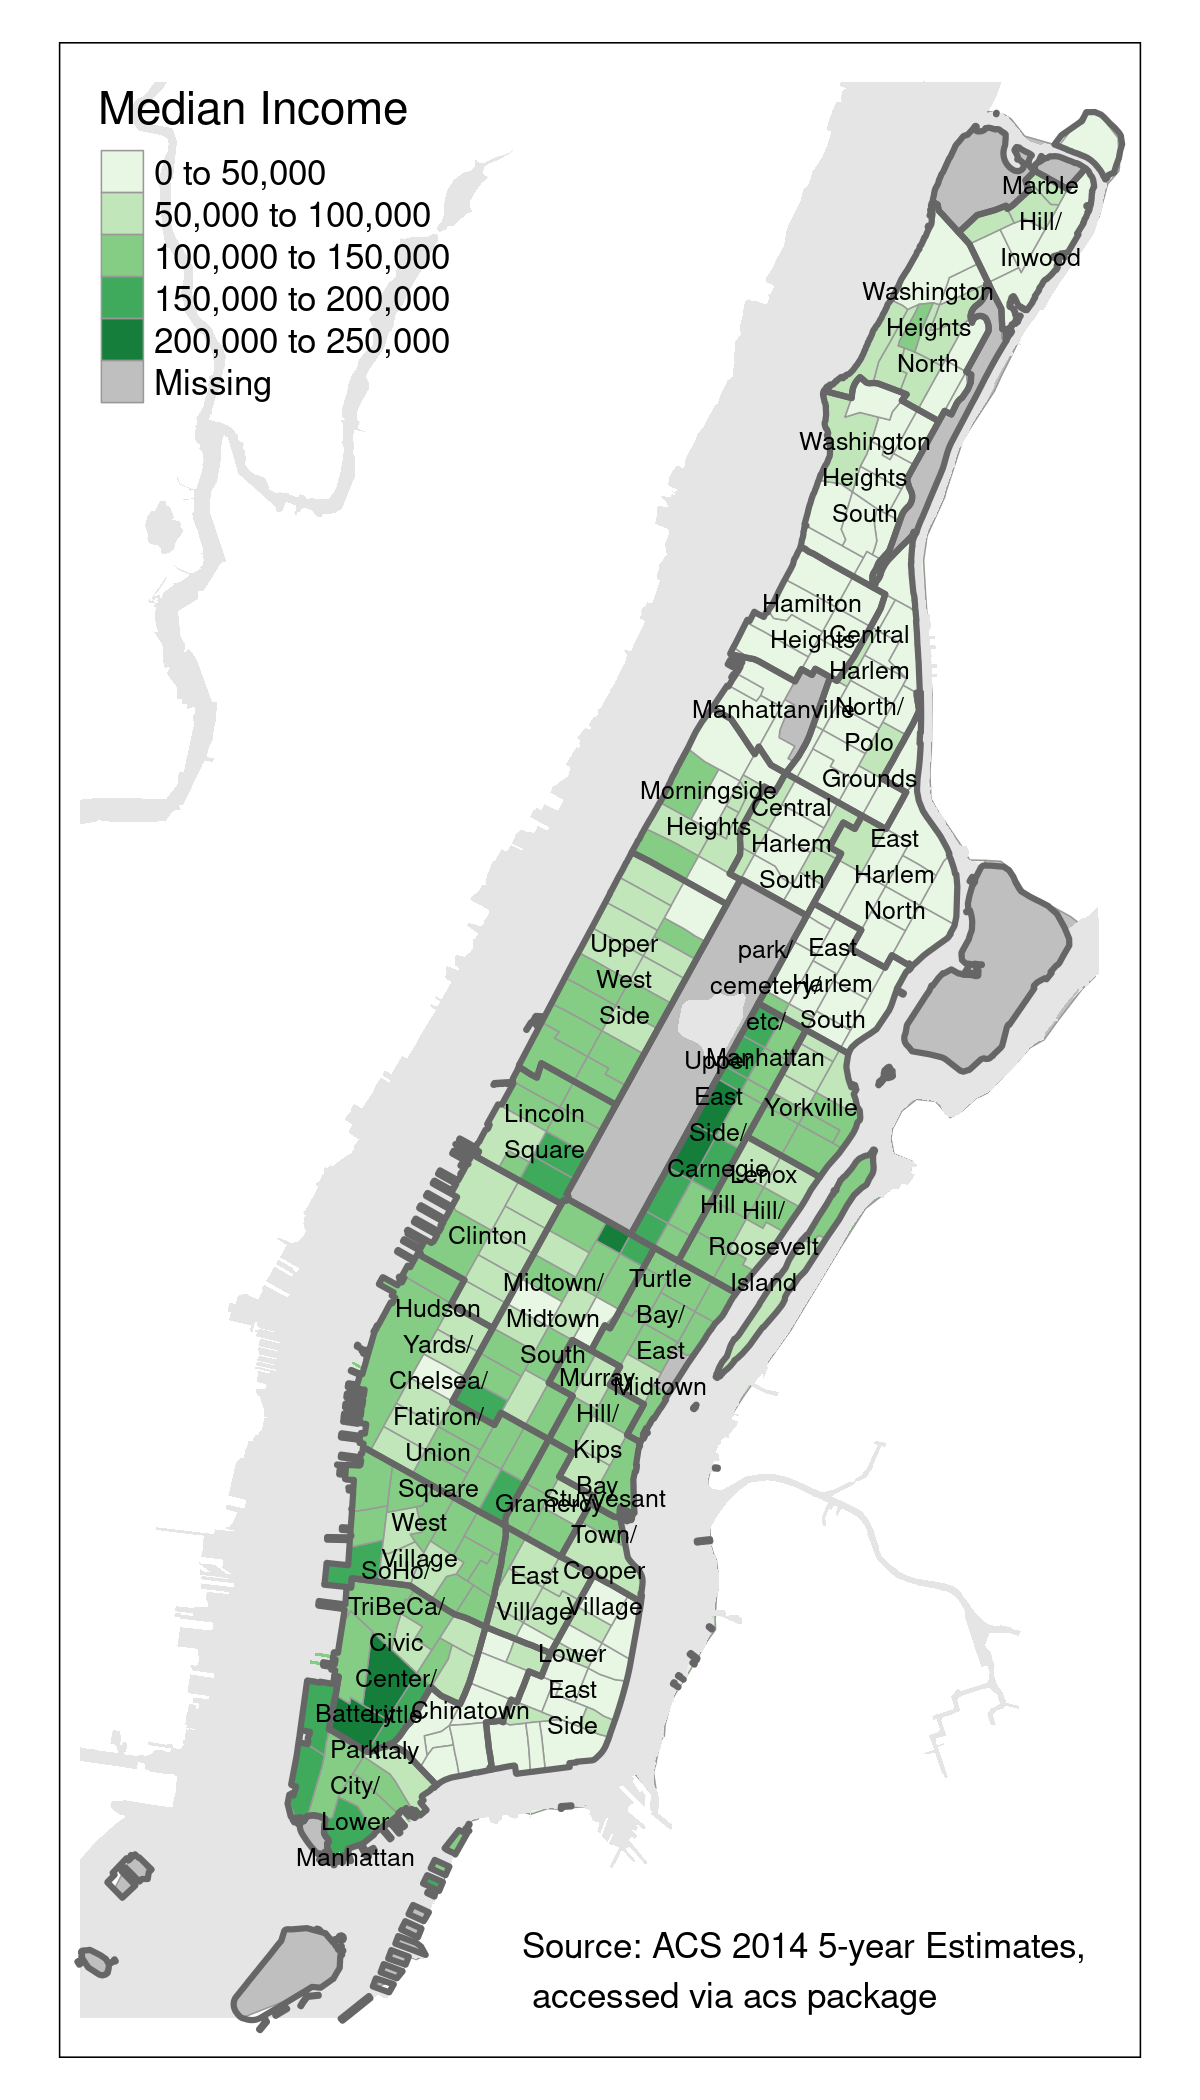 Median Income
0 to 50,000
50,000 to 100,000
100,000 to 150,000
150,000 to 200,000
200,000 to 250,000
Missing
Marble
Hill/
Inwood
Washington
Heights
North
Washington
Heights
South
Hamilton
Heights
Central
Harlem
North/
Polo
Grounds
Manhattanville
Morningside
Heights
Central
Harlem
South
East
Harlem
North
Upper
West
Side
park/
cemetery/
etc/
Manhattan
East
Harlem
South
Upper
East
Side/
Carnegie
Hill
Yorkville
Lincoln
Square
Lenox
Hill/
Roosevelt
Island
Clinton
Midtown/
Midtown
South
Turtle
Bay/
East
Midtown
Hudson
Yards/
Chelsea/
Flatiron/
Union
Square
Murray
Hill/
Kips
Bay
Gramercy
Stuyvesant
Town/
Cooper
Village
West
Village
East
Village
SoHo/
TriBeCa/
Civic
Center/
Little
Italy
Lower
East
Side
Chinatown
Battery
Park
City/
Lower
Manhattan
Source: ACS 2014 5-year Estimates,
accessed via acs package